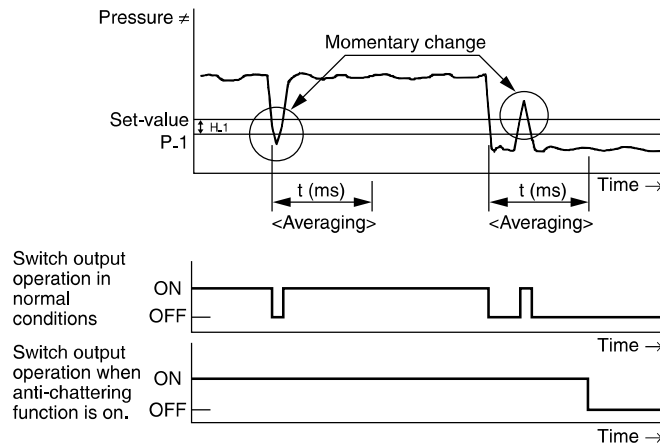 Pressure ≠
Momentary change
Set-value
H-1
P-1
t (ms)
t (ms)
Time →
<Averaging>
<Averaging>
Switch output
operation in
normal
conditions
ON
OFF
Time →
Switch output
operation when
anti-chattering
function is on.
ON
OFF
Time →